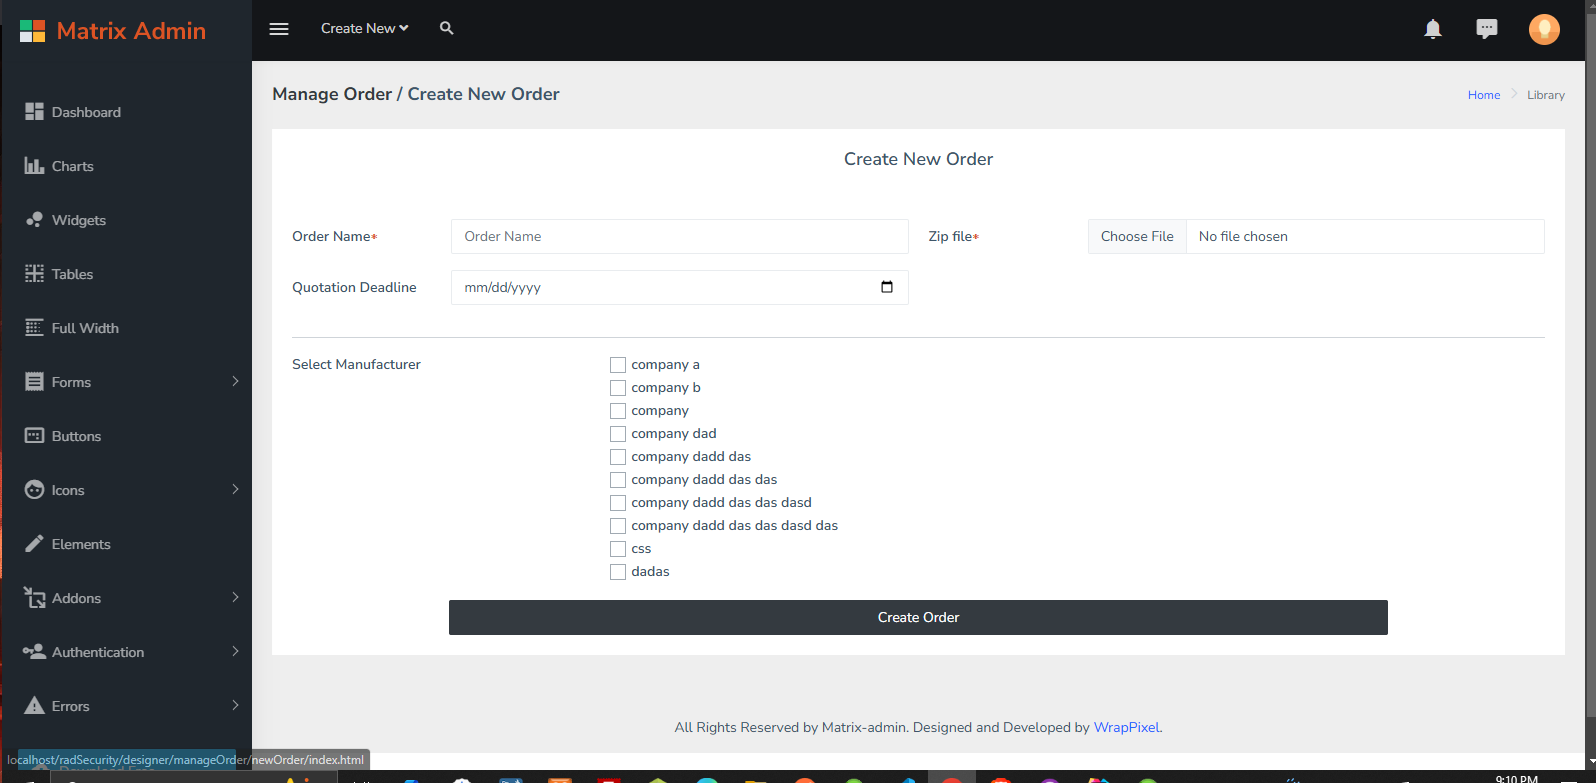 Matrix Admin
Create New
Dashboard
Charts
Widgets
Tables
Full Width
Forms
Buttons
Icons
Elements
Addons
Authentication
Errors
Manage Order / Create New Order
Home > Library
Create New Order
Order Name*
Order Name
Zip file*
Choose File
No file chosen
Quotation Deadline
mm/dd/yyyy
Select Manufacturer
company a
company b
company
company dad
company dadd das
company dadd das das
company dadd das das dasd
company dadd das das dasd das
css
dadas
Create Order
All Rights Reserved by Matrix-admin. Designed and Developed by WrapPixel.
localhost/radSecurity/designer/manageOrder/newOrder/index.html
9:10 PM